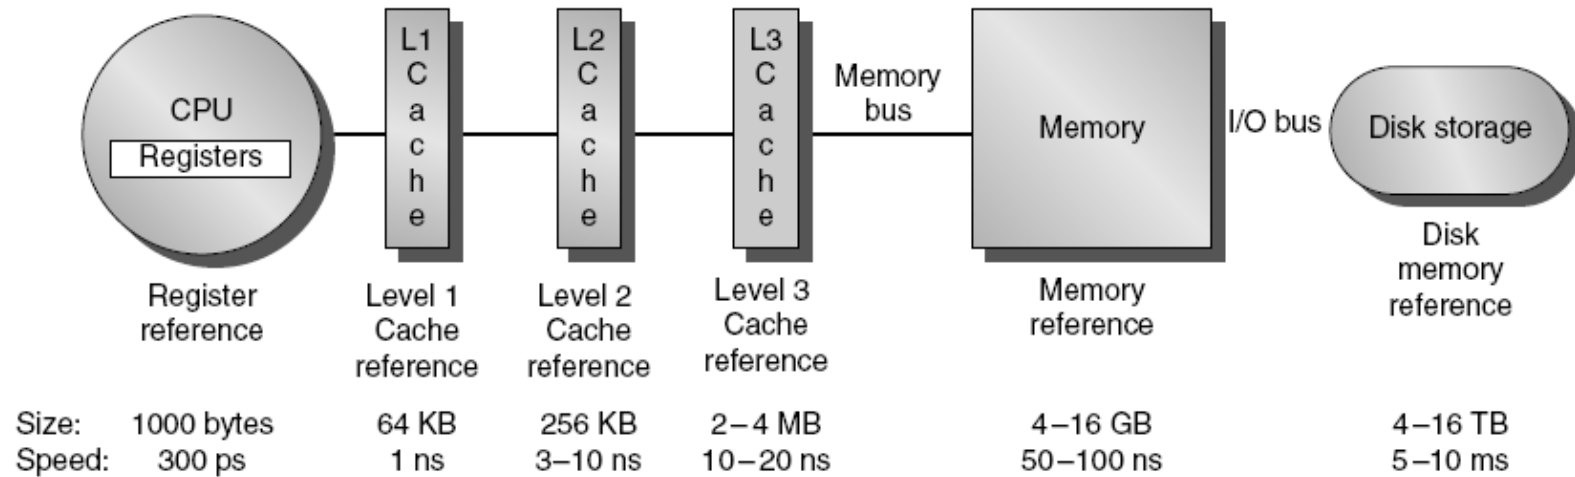 CPU
Registers
L1
C
a
c
h
e
L2
C
a
c
h
e
L3
C
a
c
h
e
Memory
bus
Memory
I/O bus
Disk storage
Register
reference
Level 1
Cache
reference
Level 2
Cache
reference
Level 3
Cache
reference
Memory
reference
Disk
memory
reference
Size: 1000 bytes 64 KB 256 KB 2–4 MB 4–16 GB 4–16 TB
Speed: 300 ps 1 ns 3–10 ns 10–20 ns 50–100 ns 5–10 ms